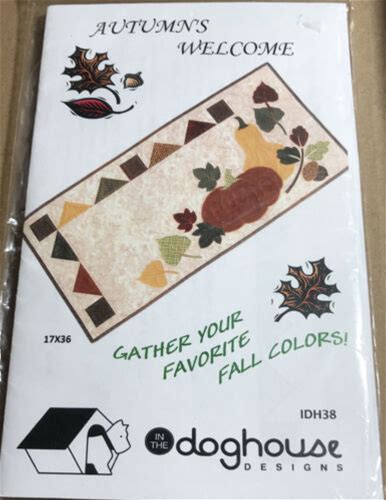 AUTUMN'S
WELCOME
17X36
GATHER YOUR
FAVORITE
FALL COLORS!
IDH38
IN THE doghouse
DESIGNS